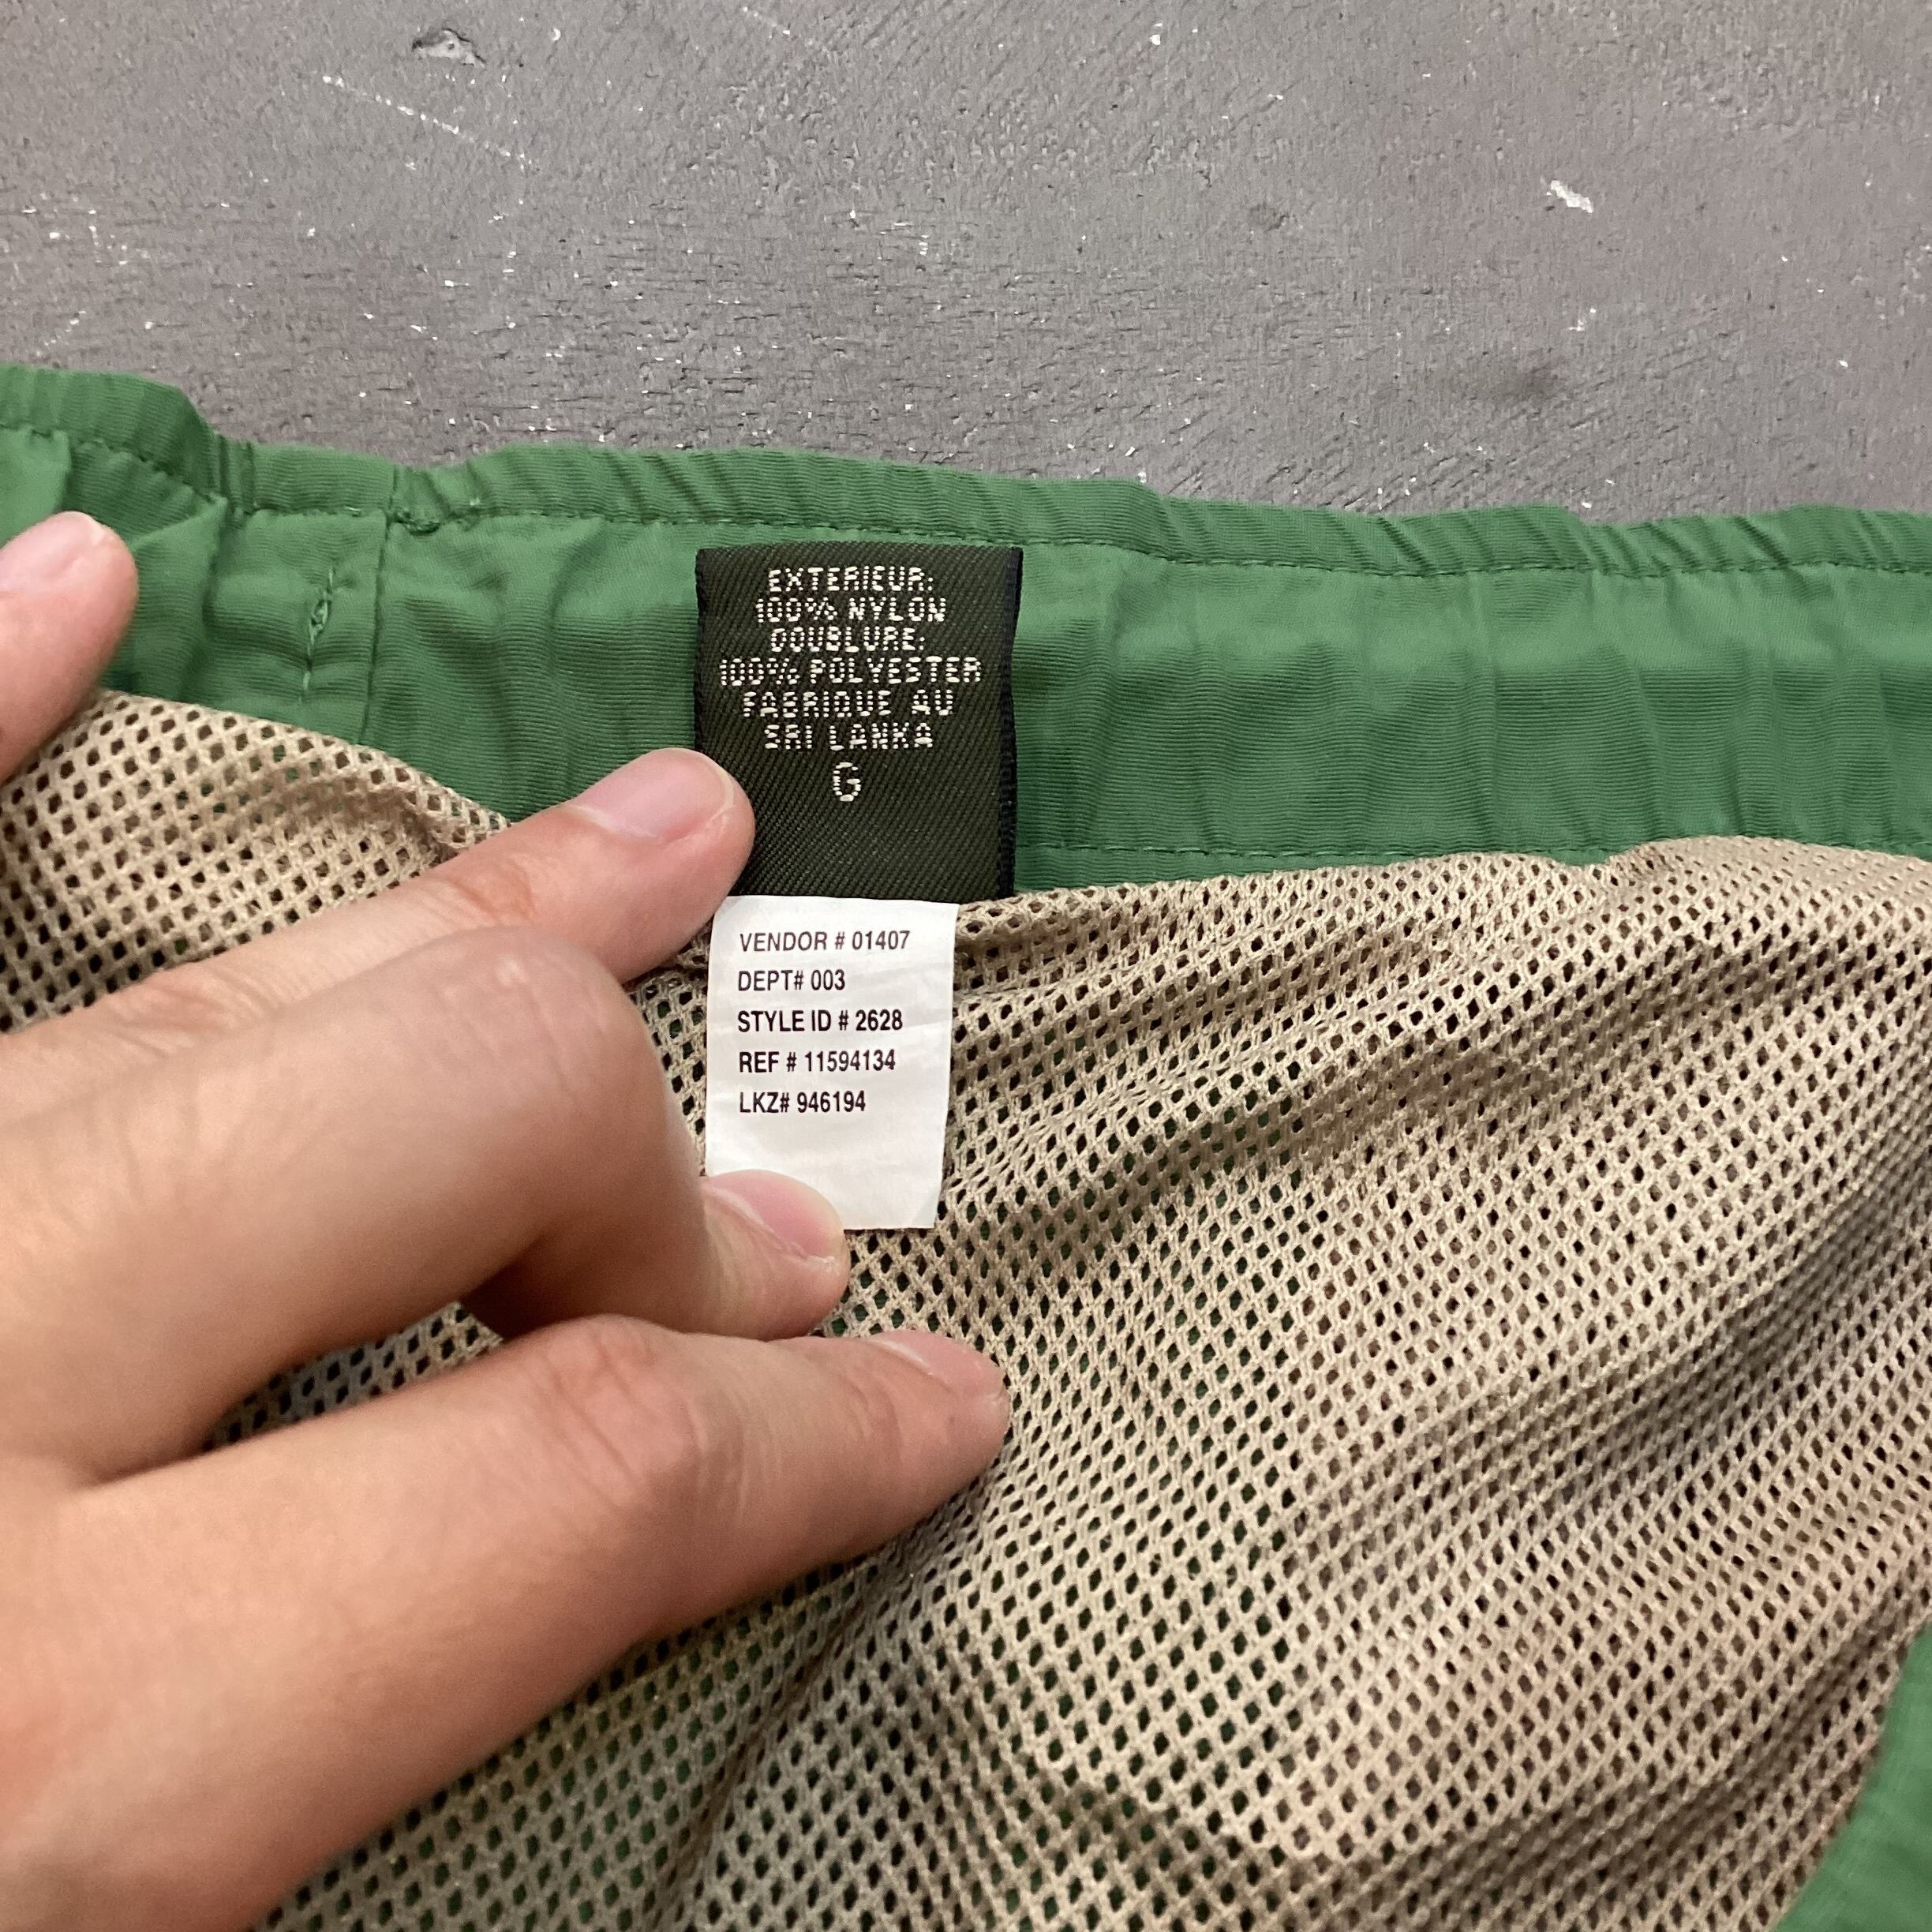 EXTERIEUR:
100% NYLON
DOUBLURE:
100% POLYESTER
FABRIQUE AU
SRI LANKA
G
VENDOR # 01407
DEPT# 003
STYLE ID # 2628
REF # 11594134
LKZ# 946194